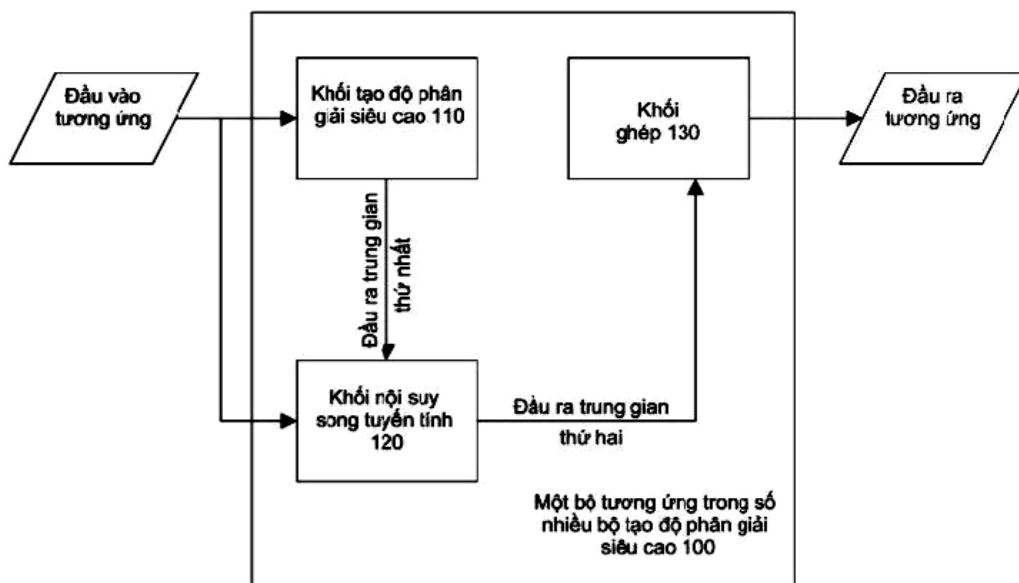 Đầu vào
tương ứng
Khối tạo độ phân
giải siêu cao 110
Khối
ghép 130
Đầu ra
tương ứng
Đầu ra trung gian
thứ nhất
Khối nội suy
song tuyến tính
120
Đầu ra trung gian
thứ hai
Một bộ tương ứng trong số
nhiều bộ tạo độ phân giải
siêu cao 100